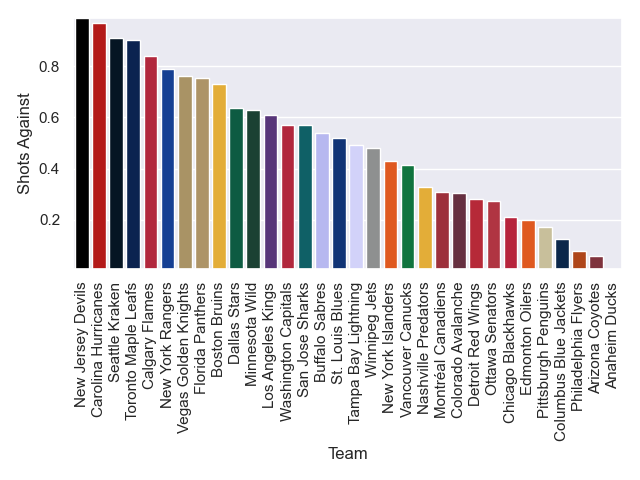 0.8
0.6
0.4
0.2
Shots Against
New Jersey Devils
Carolina Hurricanes
Seattle Kraken
Toronto Maple Leafs
Calgary Flames
New York Rangers
Vegas Golden Knights
Florida Panthers
Boston Bruins
Dallas Stars
Minnesota Wild
Los Angeles Kings
Washington Capitals
San Jose Sharks
Buffalo Sabres
St. Louis Blues
Tampa Bay Lightning
Winnipeg Jets
New York Islanders
Vancouver Canucks
Nashville Predators
Montréal Canadiens
Colorado Avalanche
Detroit Red Wings
Ottawa Senators
Chicago Blackhawks
Edmonton Oilers
Pittsburgh Penguins
Columbus Blue Jackets
Philadelphia Flyers
Arizona Coyotes
Anaheim Ducks
Team